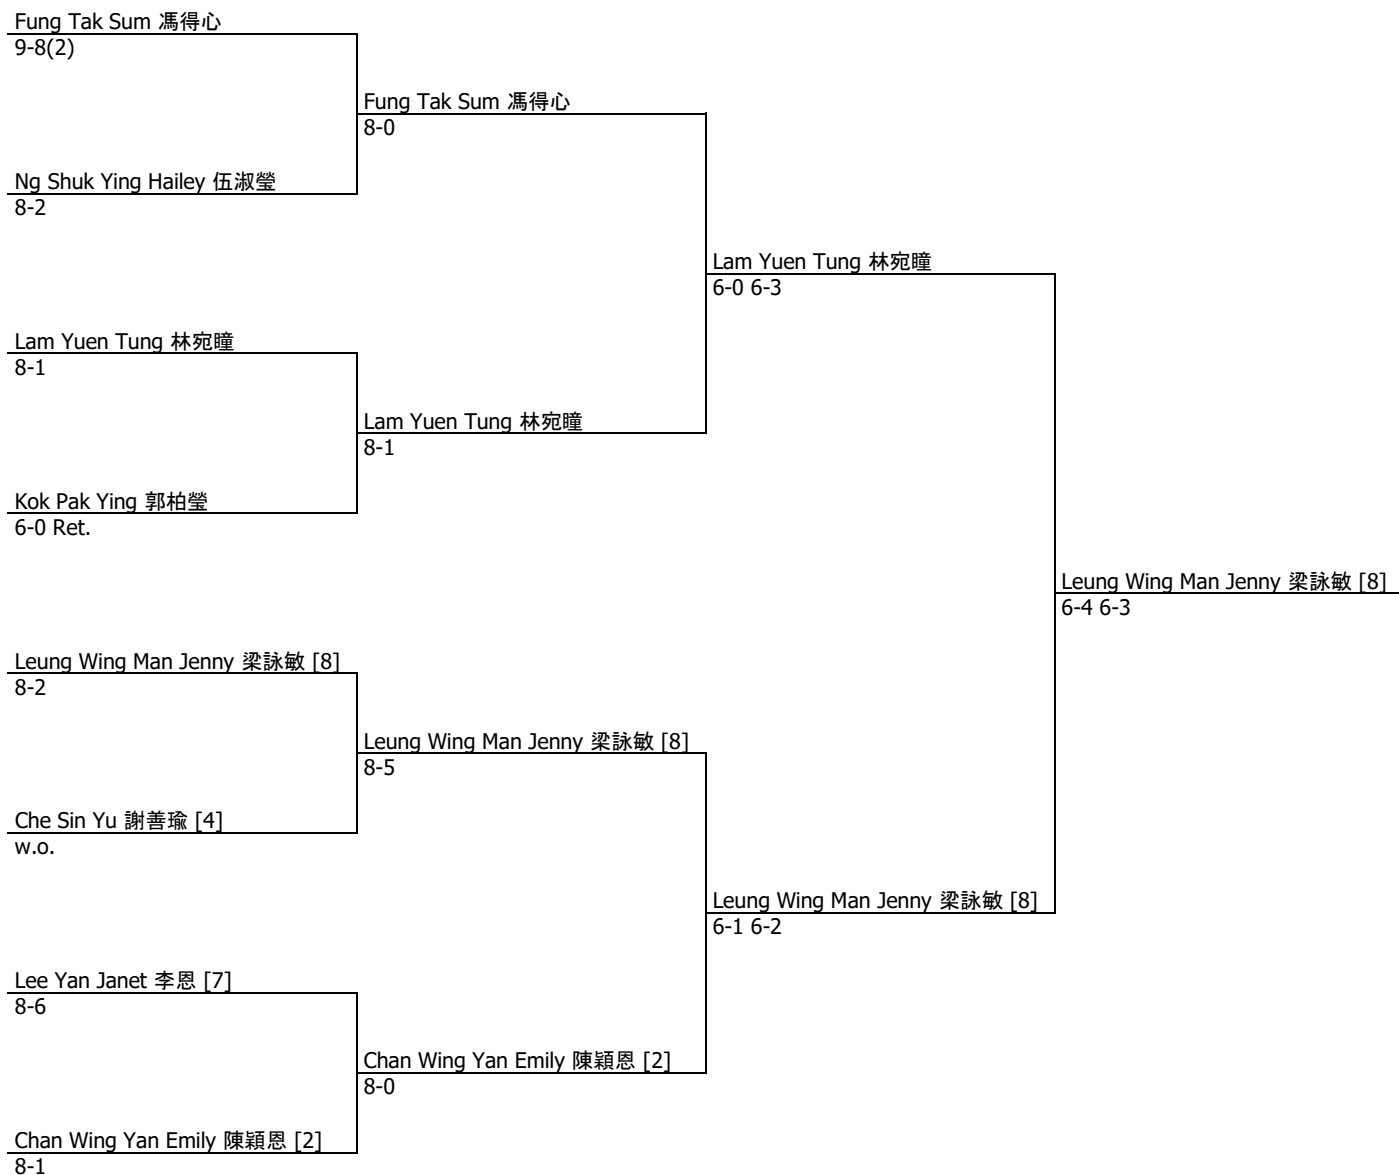 Fung Tak Sum 馮得心
9-8(2)
Fung Tak Sum 馮得心
8-0
Ng Shuk Ying Hailey 伍淑瑩
8-2
Lam Yuen Tung 林宛瞳
6-0 6-3
Lam Yuen Tung 林宛瞳
8-1
Lam Yuen Tung 林宛瞳
8-1
Kok Pak Ying 郭柏瑩
6-0 Ret.
Leung Wing Man Jenny 梁詠敏 [8]
6-4 6-3
Leung Wing Man Jenny 梁詠敏 [8]
8-2
Leung Wing Man Jenny 梁詠敏 [8]
8-5
Che Sin Yu 謝善瑜 [4]
w.o.
Leung Wing Man Jenny 梁詠敏 [8]
6-1 6-2
Lee Yan Janet 李恩 [7]
8-6
Chan Wing Yan Emily 陳穎恩 [2]
8-0
Chan Wing Yan Emily 陳穎恩 [2]
8-1